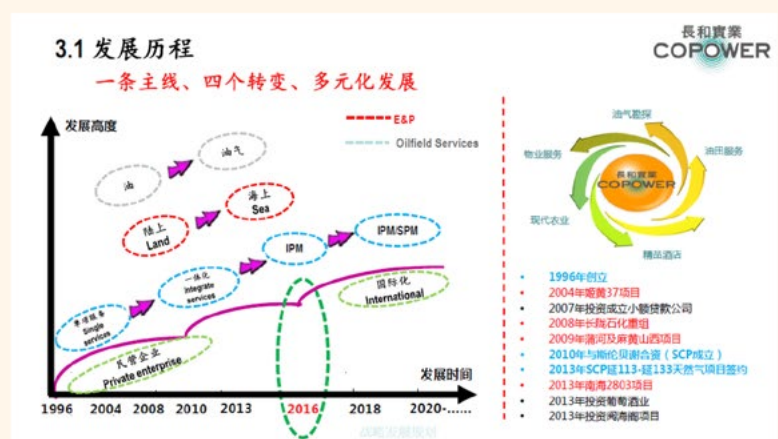 3.1 发展历程
一条主线、四个转变、多元化发展
長和實業
COPOWER
发展高度
E&P
Oilfield Services
油
油气
陆上
Land
海上
Sea
单项服务
Single
services
一体化
Integrate
services
IPM
IPM/SPM
民营企业
Private enterprise
国际化
International
发展时间
1996 2004 2008 2010 2013 2016 2018 2020-……
战略发展规划
油气勘探
物业服务
油田服务
長和實業
COPOWER
现代农业
精品酒店
• 1996年创立
• 2004年姬黄37项目
• 2007年投资成立小额贷款公司
• 2008年长陇石化重组
• 2009年蒲河及麻黄山西项目
• 2010年与斯伦贝谢合资（SCP成立）
• 2013年SCP延113-延133天然气项目签约
• 2013年南海2803项目
• 2013年投资葡萄酒业
• 2013年投资阅海阁项目